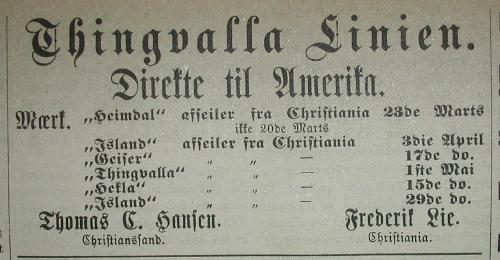 Thingvalla Linien.
Direkte til Amerika.
Mærk. „Heimdal“ afseiler fra Christiania 23de Marts
ikke 20de Marts
„Island“ afseiler fra Christiania 3die April
„Geiser“ „ „ — 17de do.
„Thingvalla“ „ „ — 1ste Mai
„Hekla“ „ „ — 15de do.
„Island“ „ „ — 29de do.
Thomas C. Hansen. Frederik Lie.
Christianssand. Christiania.